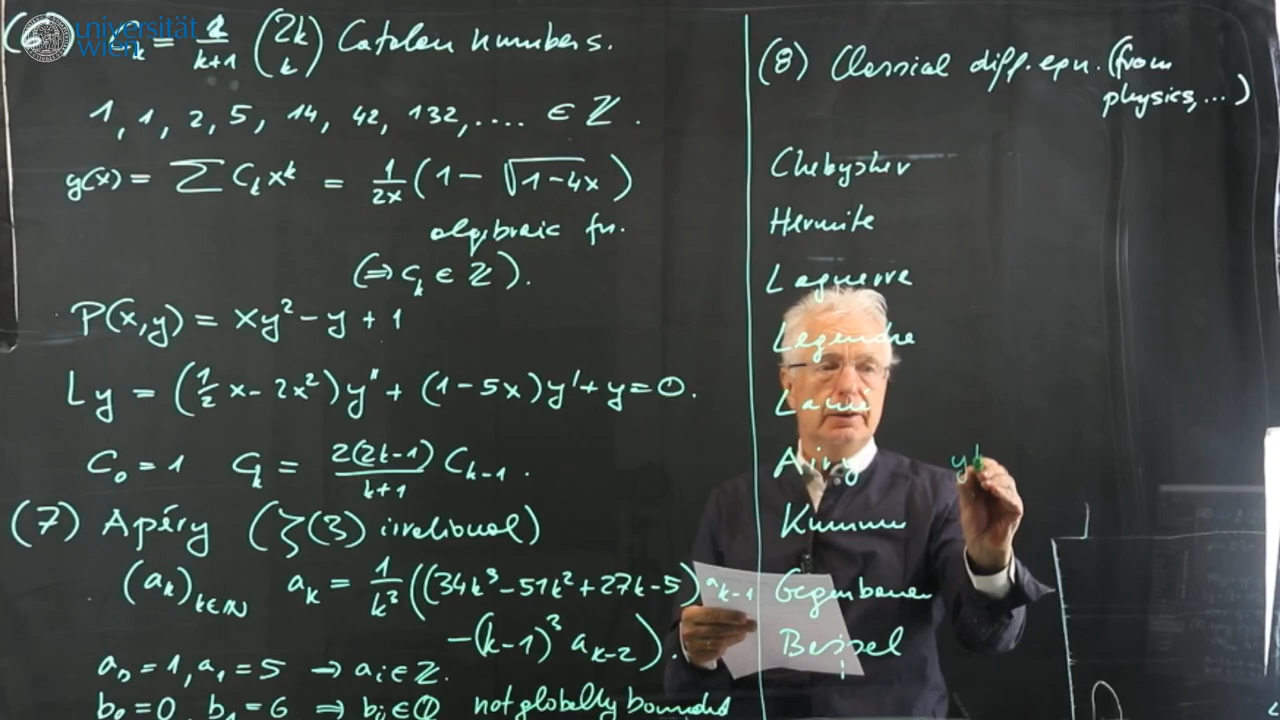 universität
wien
(6) C_k = 1/(k+1) (2k k) Catalan numbers.
1, 1, 2, 5, 14, 42, 132, .... ∈ ℤ.
g(x) = Σ C_k x^k = 1/(2x) (1 - √(1-4x))
algebraic fn.
(⇒ C_k ∈ ℤ).
P(x,y) = xy² - y + 1
Ly = (1/2 x - 2x²)y'' + (1-5x)y' + y = 0.
C_0 = 1 C_k = 2(2k-1)/(k+1) C_{k-1}.
(7) Apéry (ζ(3) irrational)
(a_k)_{k∈ℕ} a_k = 1/k³ ((34k³ - 51k² + 27k - 5) a_{k-1}
-(k-1)³ a_{k-2}).
a_0 = 1, a_1 = 5 → a_i ∈ ℤ.
b_0 = 0, b_1 = 6 ⇒ b_i ∈ ℚ not globally bounded
(8) Classical diff. eqn. (from
physics, ...)
Chebyshev
Hermite
Laguerre
Legendre
Lamé
Airy y
Kummer
Gegenbauer
Bessel